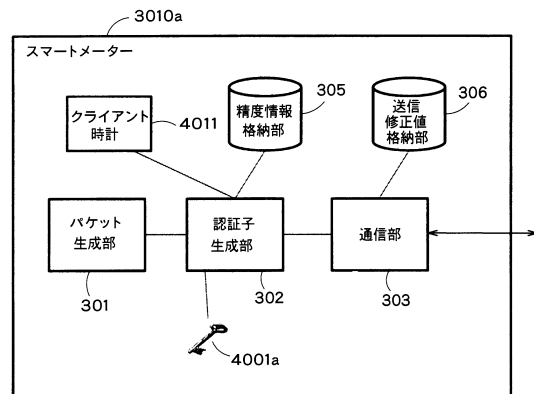 3010a
スマートメーター
クライアント
時計
4011
精度情報
格納部
305
送信
修正値
格納部
306
パケット
生成部
301
認証子
生成部
302
通信部
303
4001a